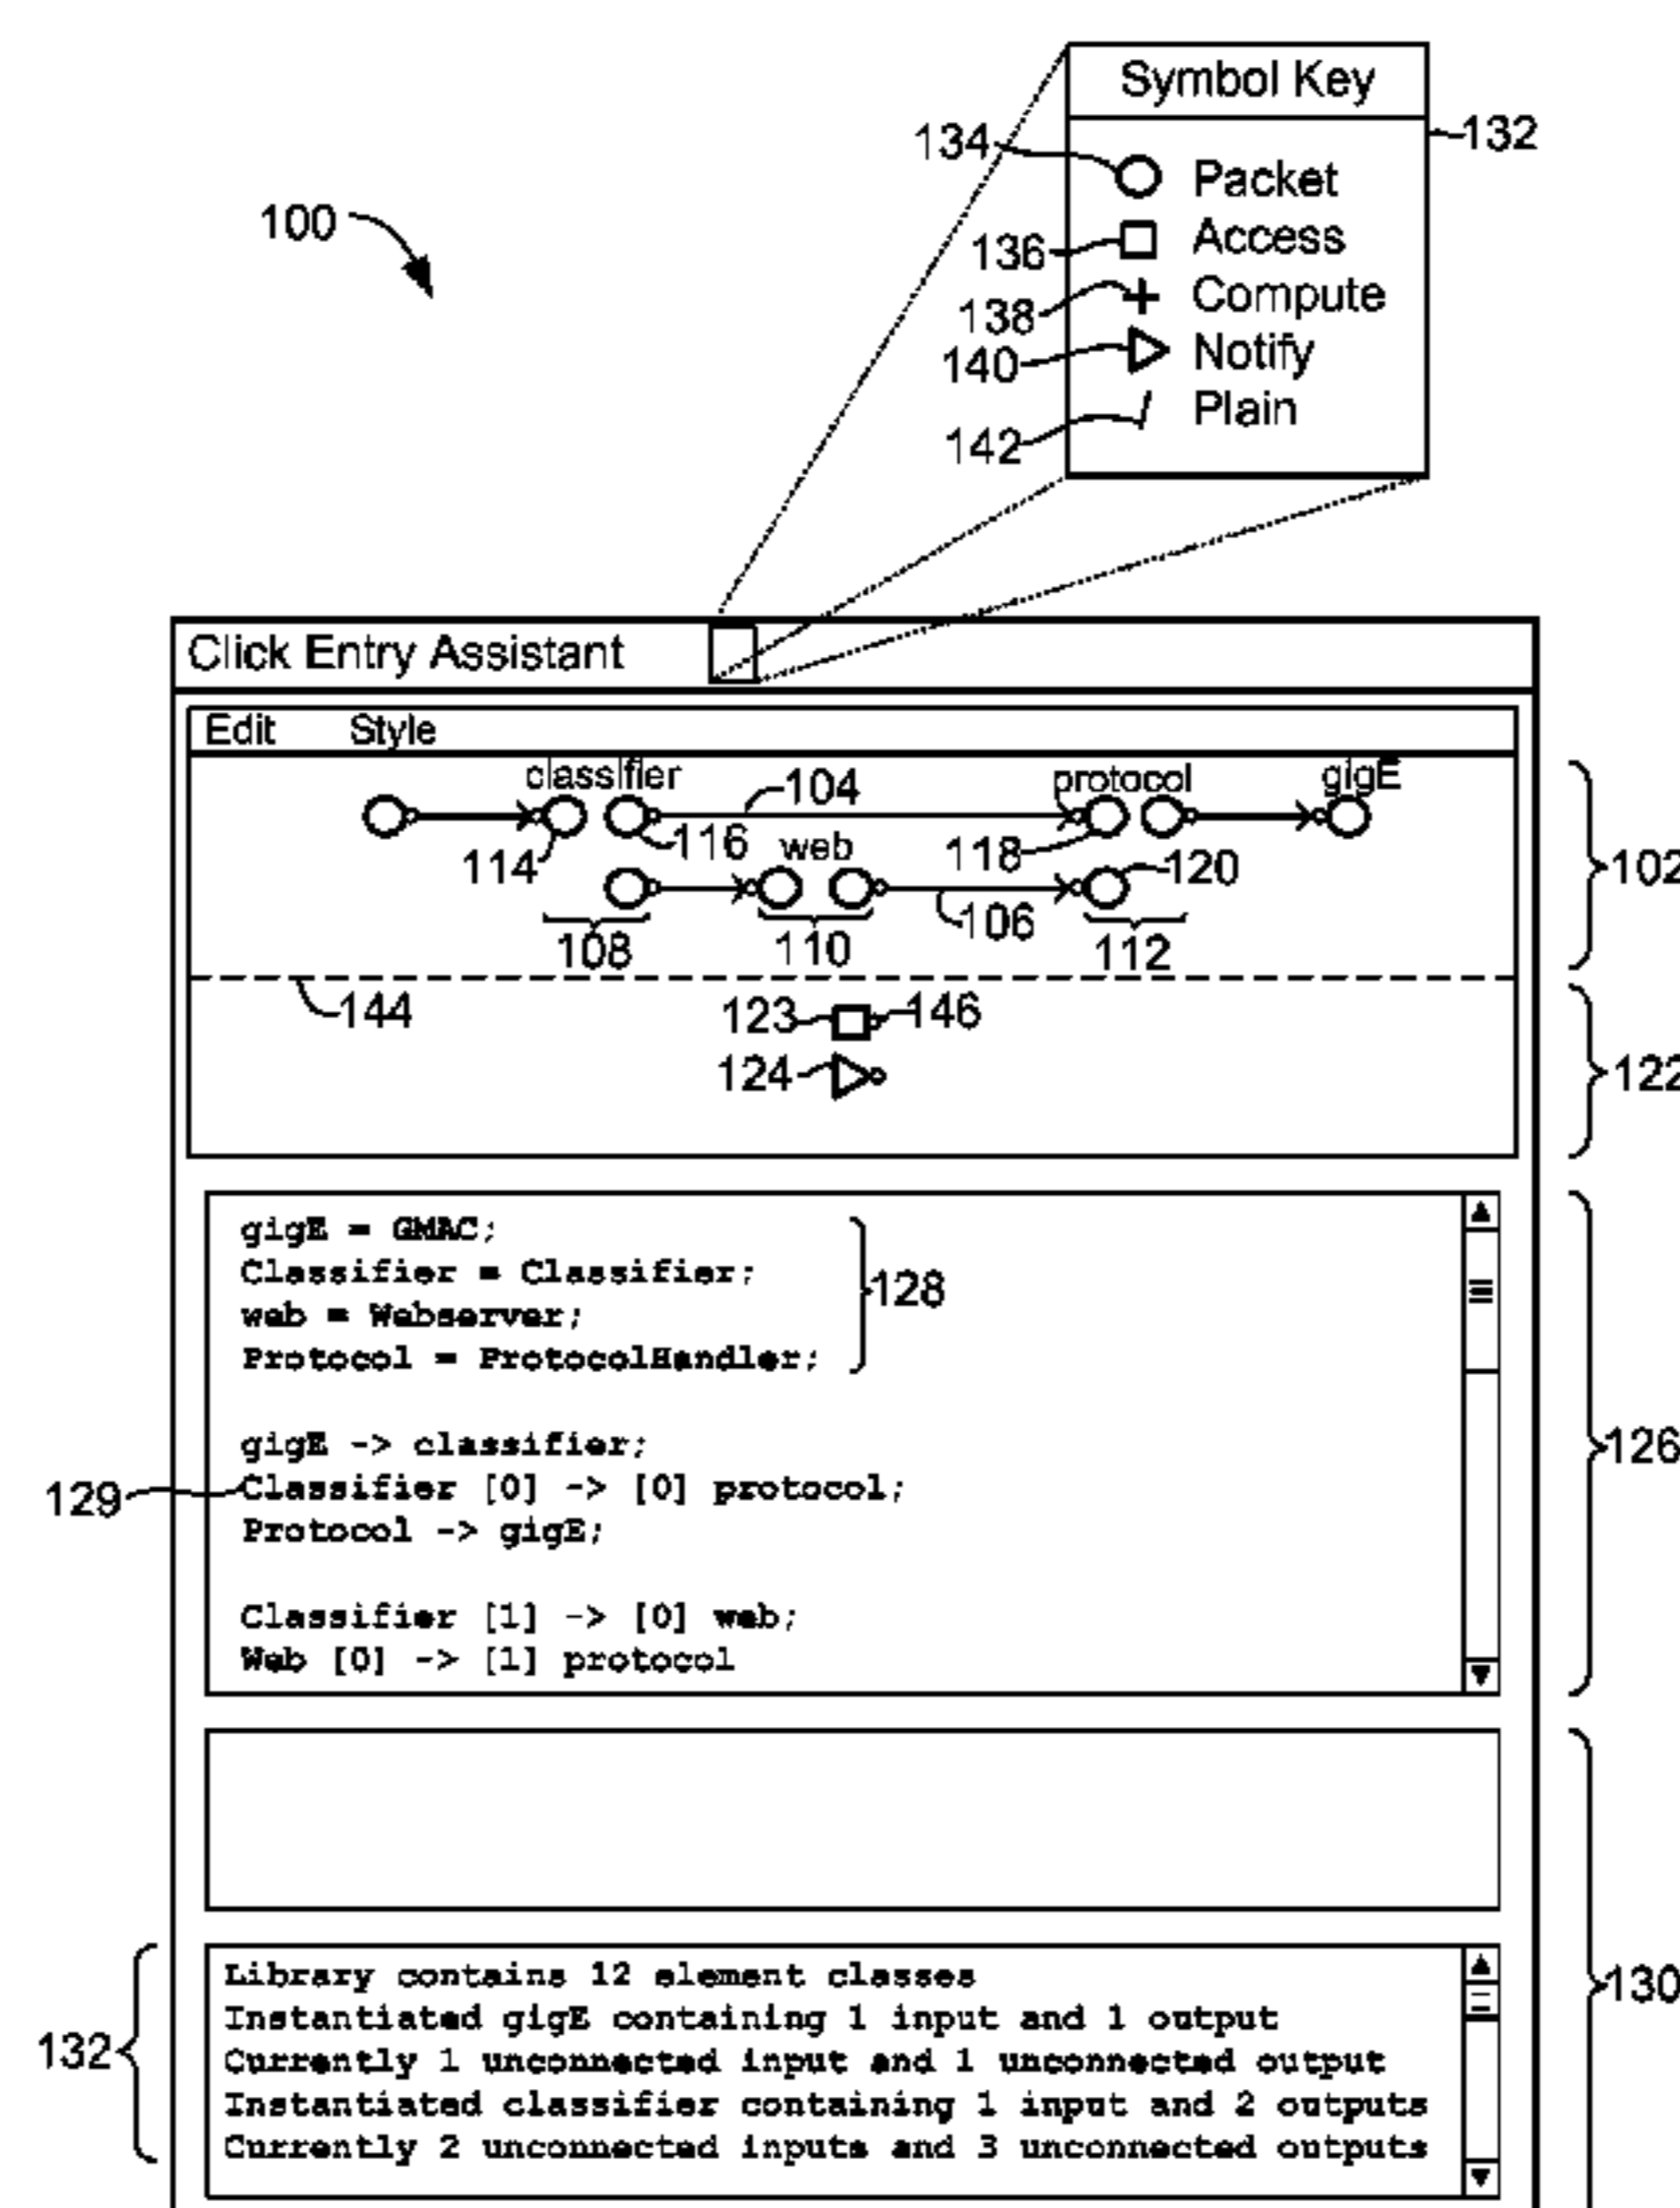 Symbol Key
134
132
Packet
100
136
Access
138
Compute
140
Notify
142
Plain
Click Entry Assistant
Edit Style
classifier
104
protocol
gigE
114
116
web
118
120
102
108
110
106
112
144
123
146
124
122
gigE = GMAC;
Classifier = Classifier;
128
web = Webserver;
Protocol = ProtocolHandler;
gigE -> classifier;
126
129
Classifier [0] -> [0] protocol;
Protocol -> gigE;
Classifier [1] -> [0] web;
Web [0] -> [1] protocol
Library contains 12 element classes
130
Instantiated gigE containing 1 input and 1 output
132
Currently 1 unconnected input and 1 unconnected output
Instantiated classifier containing 1 input and 2 outputs
Currently 2 unconnected inputs and 3 unconnected outputs